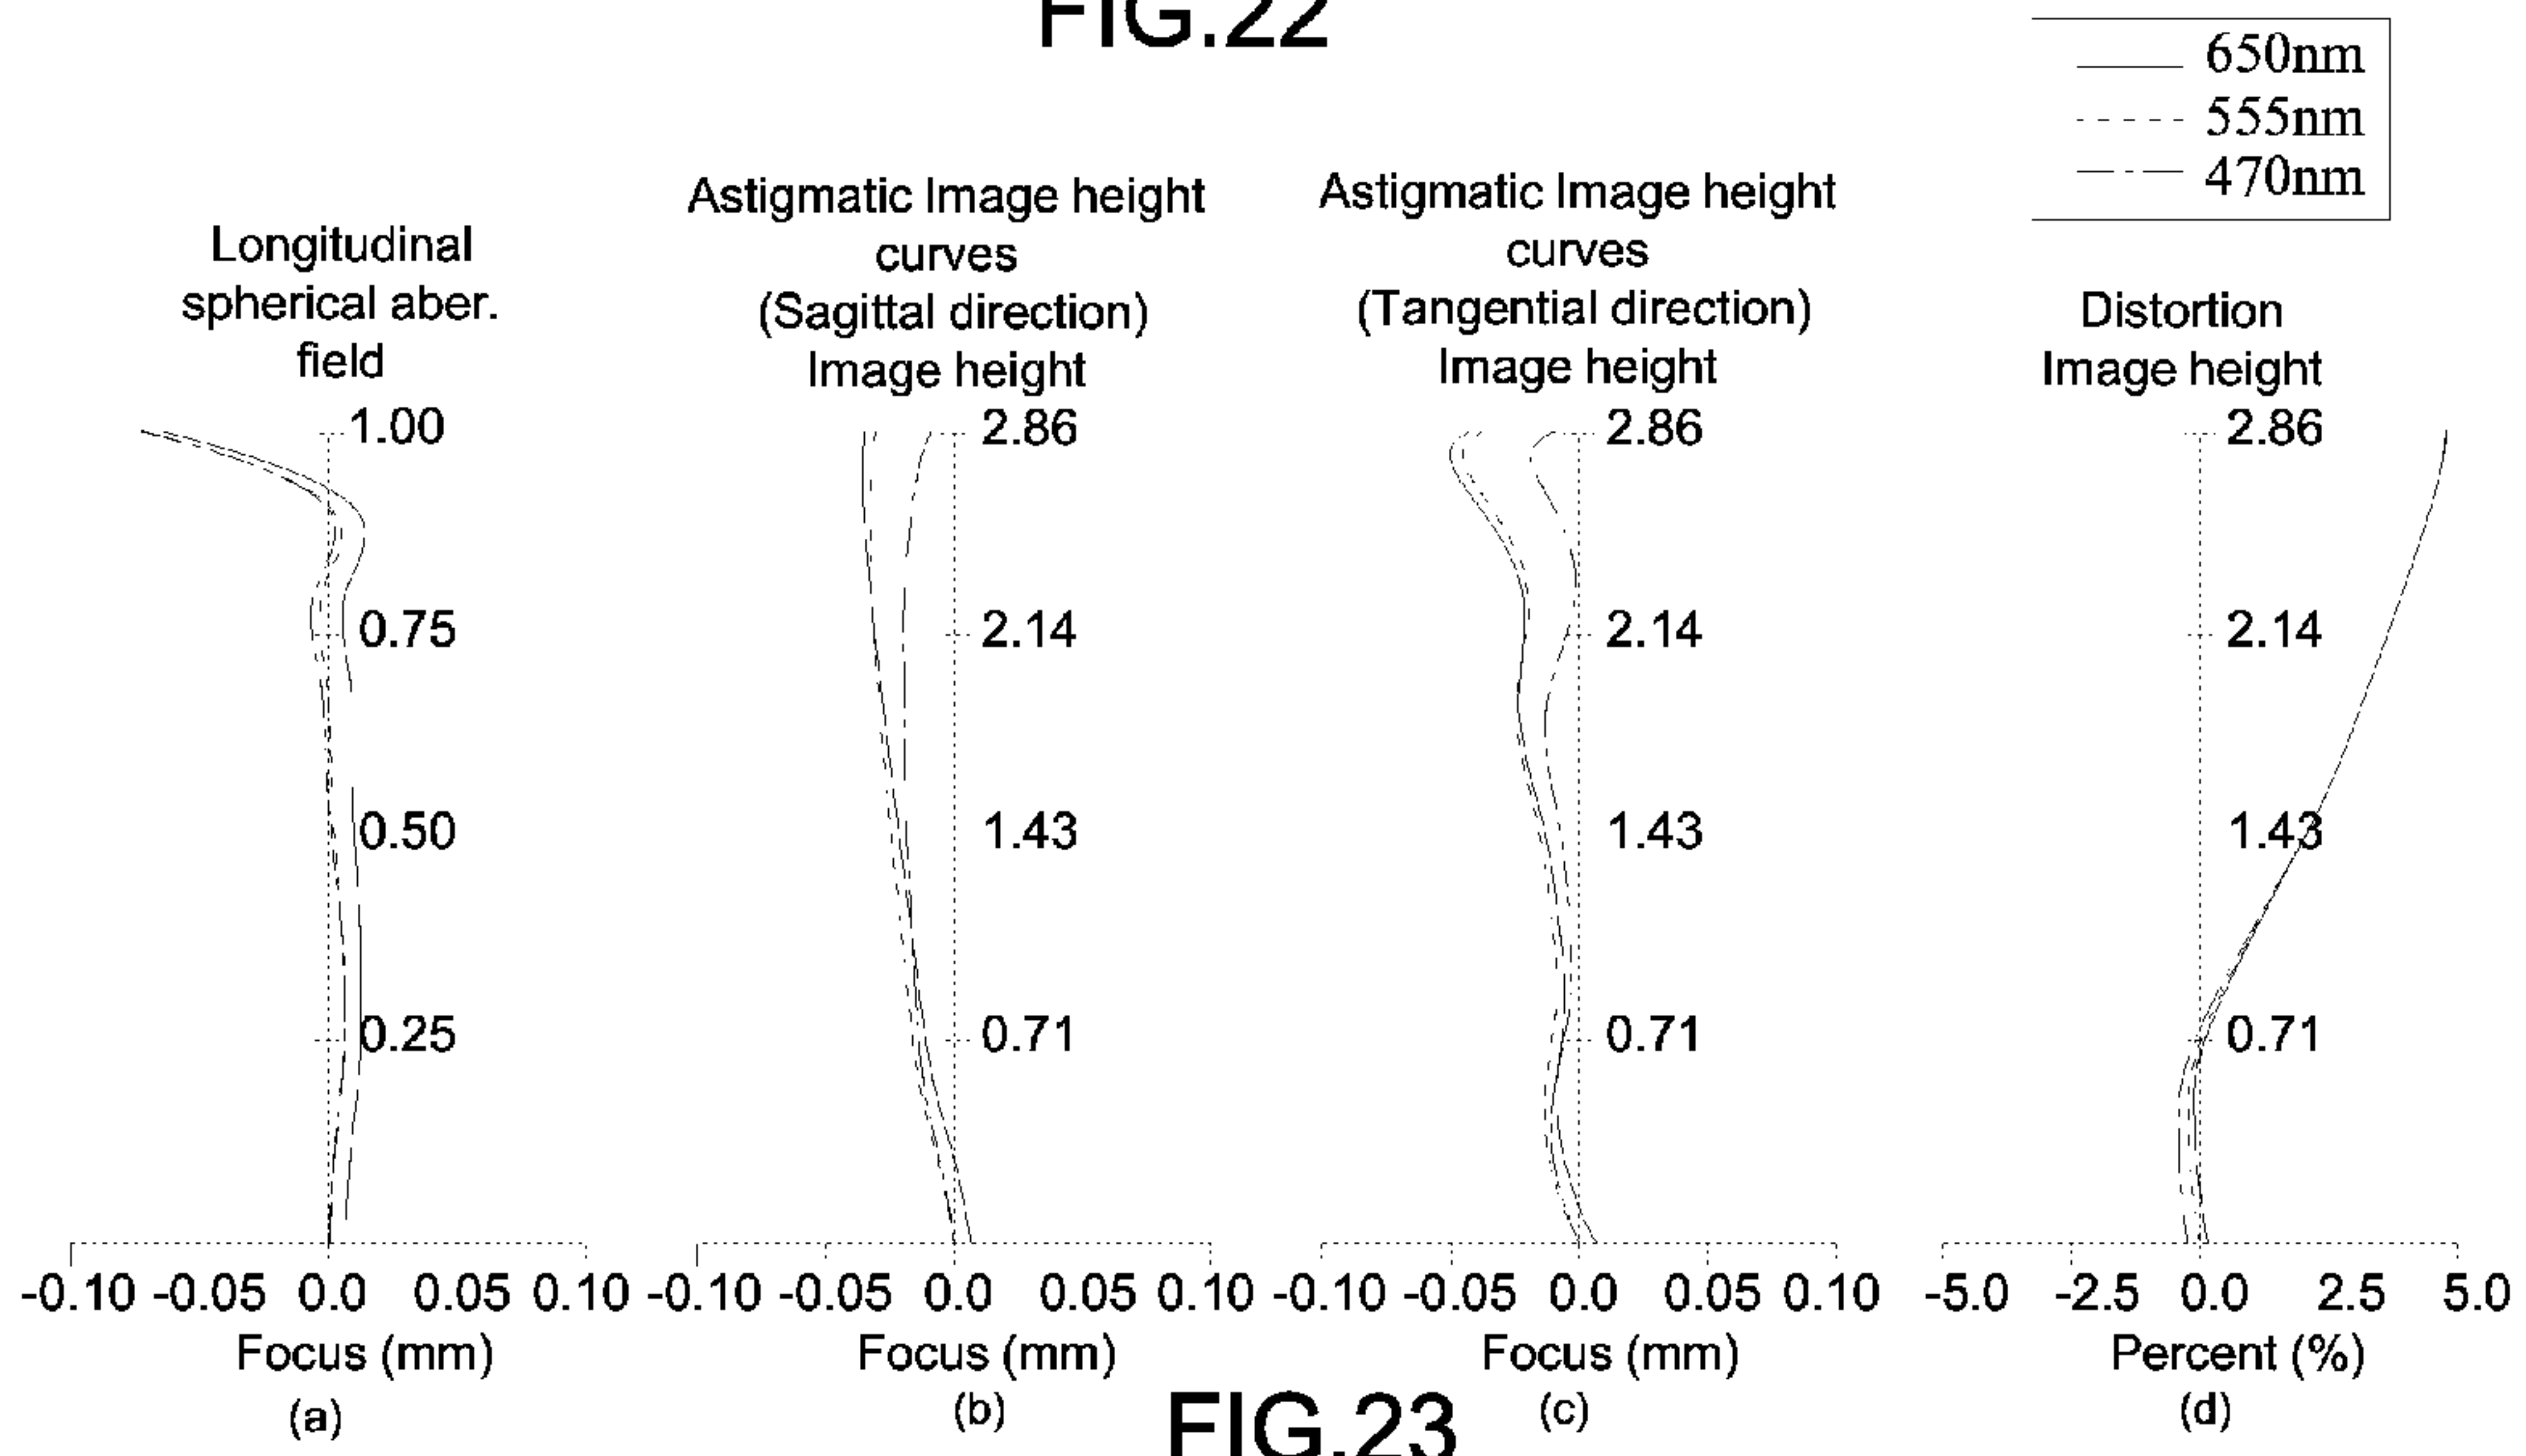 FIG.22
650nm
555nm
470nm
Longitudinal
spherical aber.
field
1.00
0.75
0.50
0.25
-0.10 -0.05 0.0 0.05 0.10
Focus (mm)
(a)
Astigmatic Image height
curves
(Sagittal direction)
Image height
2.86
2.14
1.43
0.71
-0.10 -0.05 0.0 0.05 0.10
Focus (mm)
(b)
Astigmatic Image height
curves
(Tangential direction)
Image height
2.86
2.14
1.43
0.71
-0.10 -0.05 0.0 0.05 0.10
Focus (mm)
(c)
Distortion
Image height
2.86
2.14
1.43
0.71
-5.0 -2.5 0.0 2.5 5.0
Percent (%)
(d)
FIG.23